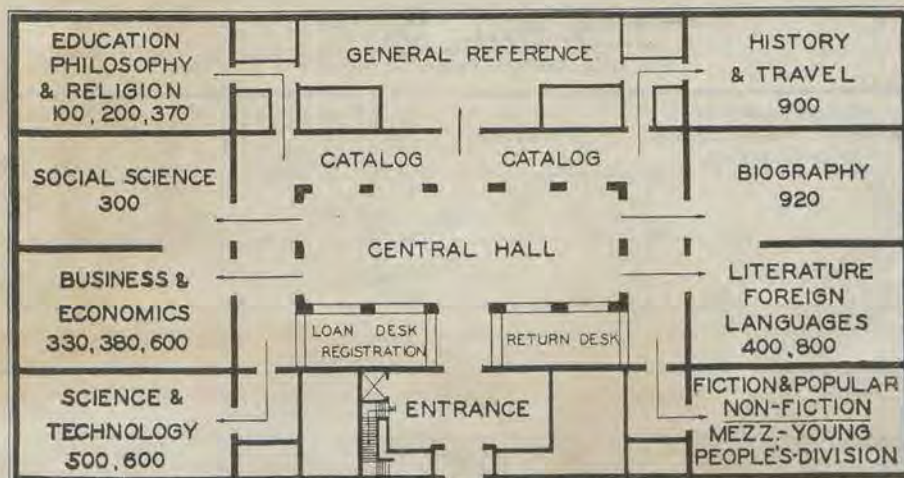 EDUCATION
PHILOSOPHY
& RELIGION
100, 200, 370
GENERAL REFERENCE
HISTORY
& TRAVEL
900
SOCIAL SCIENCE
300
CATALOG
CATALOG
BIOGRAPHY
920
CENTRAL HALL
BUSINESS &
ECONOMICS
330, 380, 600
LOAN DESK
REGISTRATION
RETURN DESK
LITERATURE
FOREIGN
LANGUAGES
400, 800
SCIENCE &
TECHNOLOGY
500, 600
ENTRANCE
FICTION & POPULAR
NON-FICTION
MEZZ.-YOUNG
PEOPLE'S-DIVISION